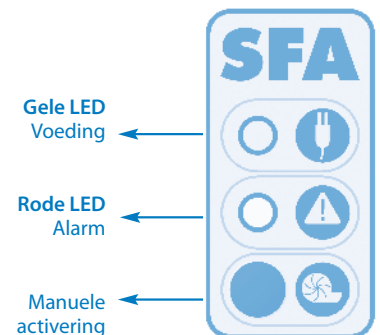 SFA
Gele LED
Voeding
Rode LED
Alarm
Manuele
activering